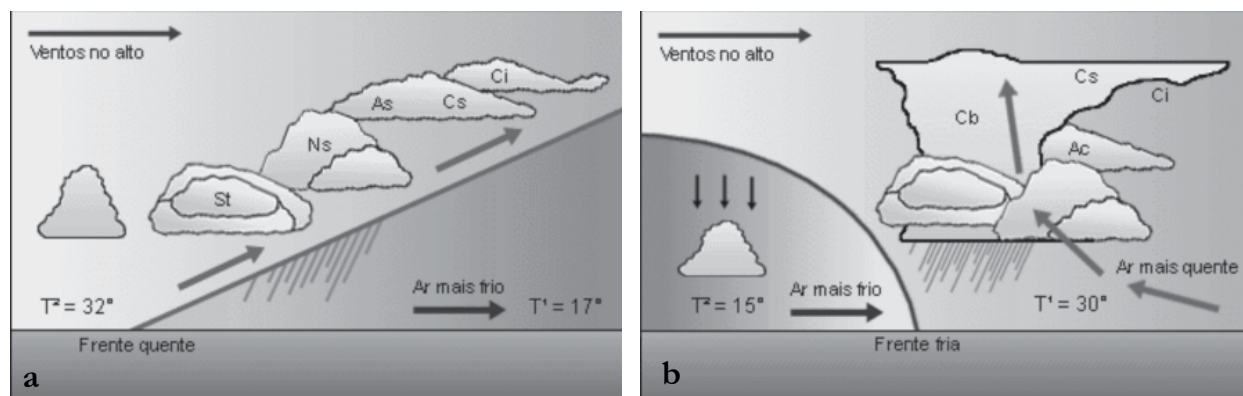 Ventos no alto
Ci
As Cs
Ns
St
Ar mais frio
T² = 32° T¹ = 17°
Frente quente
a
Ventos no alto
Cs
Ci
Cb
Ac
Ar mais quente
Ar mais frio
T² = 15° T¹ = 30°
Frente fria
b